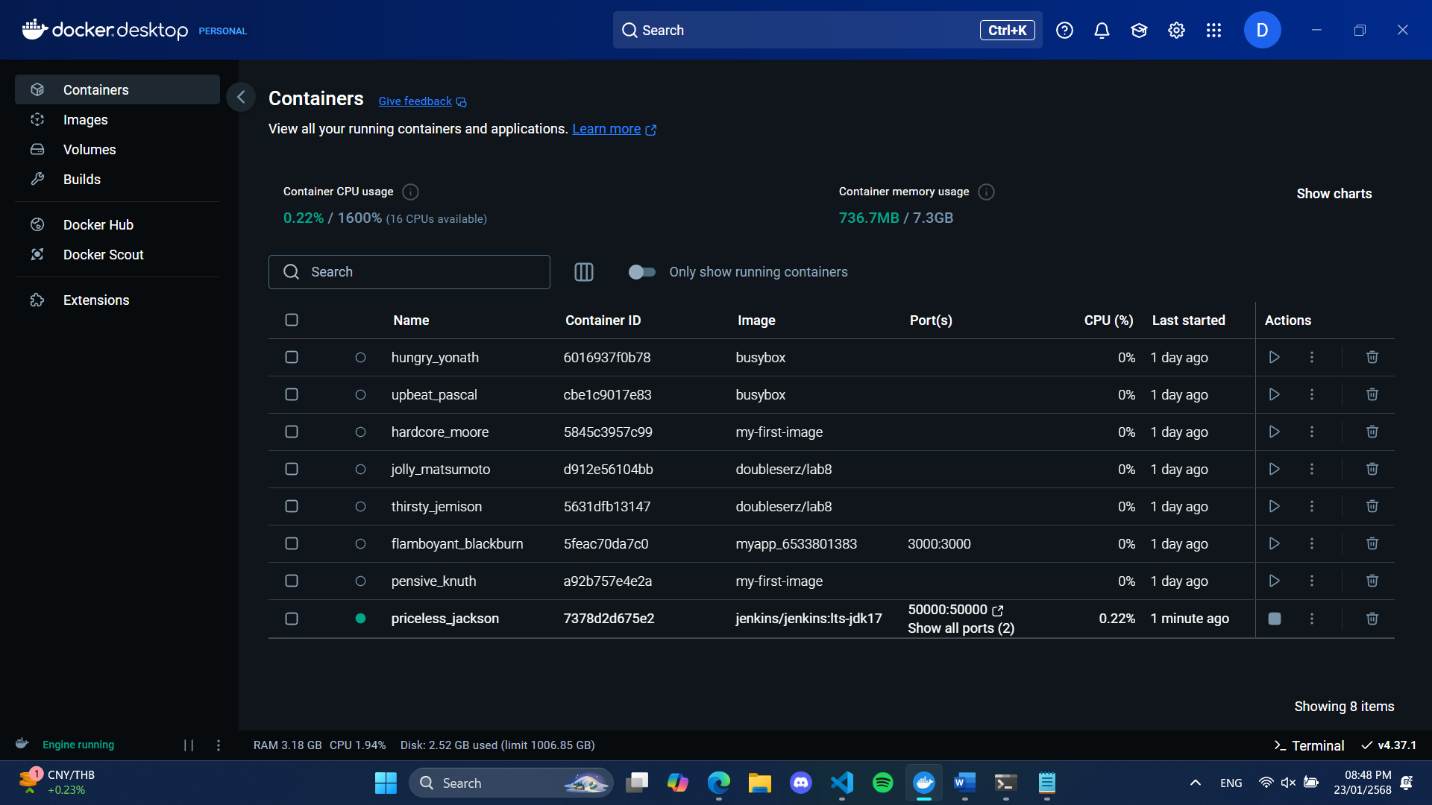 docker.desktop PERSONAL
Search Ctrl+K
D
Containers
Images
Volumes
Builds
Docker Hub
Docker Scout
Extensions
Containers Give feedback
View all your running containers and applications. Learn more
Container CPU usage
0.22% / 1600% (16 CPUs available)
Container memory usage
736.7MB / 7.3GB
Show charts
Search
Only show running containers
Name Container ID Image Port(s) CPU (%) Last started Actions
hungry_yonath 6016937f0b78 busybox 0% 1 day ago
upbeat_pascal cbe1c9017e83 busybox 0% 1 day ago
hardcore_moore 5845c3957c99 my-first-image 0% 1 day ago
jolly_matsumoto d912e56104bb doubleserz/lab8 0% 1 day ago
thirsty_jemison 5631dfb13147 doubleserz/lab8 0% 1 day ago
flamboyant_blackburn 5feac70da7c0 myapp_6533801383 3000:3000 0% 1 day ago
pensive_knuth a92b757e4e2a my-first-image 0% 1 day ago
priceless_jackson 7378d2d675e2 jenkins/jenkins:lts-jdk17 50000:50000 0.22% 1 minute ago
Show all ports (2)
Showing 8 items
Engine running
RAM 3.18 GB CPU 1.94% Disk: 2.52 GB used (limit 1006.85 GB)
Terminal v4.37.1
1 CNY/THB
+0.23%
Search
ENG
08:48 PM
23/01/2568